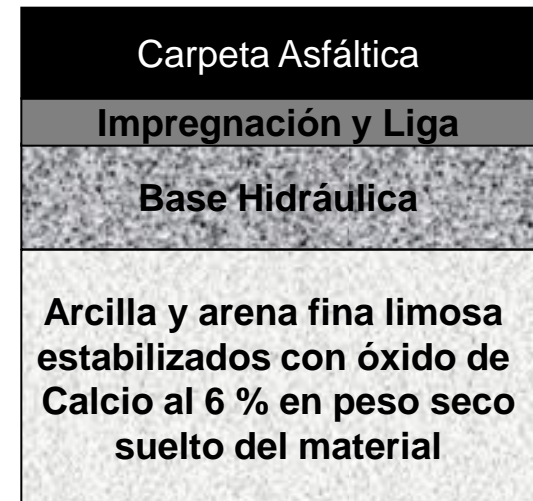 Carpeta Asfáltica
Impregnación y Liga
Base Hidráulica
Arcilla y arena fina limosa
estabilizados con óxido de
Calcio al 6 % en peso seco
suelto del material